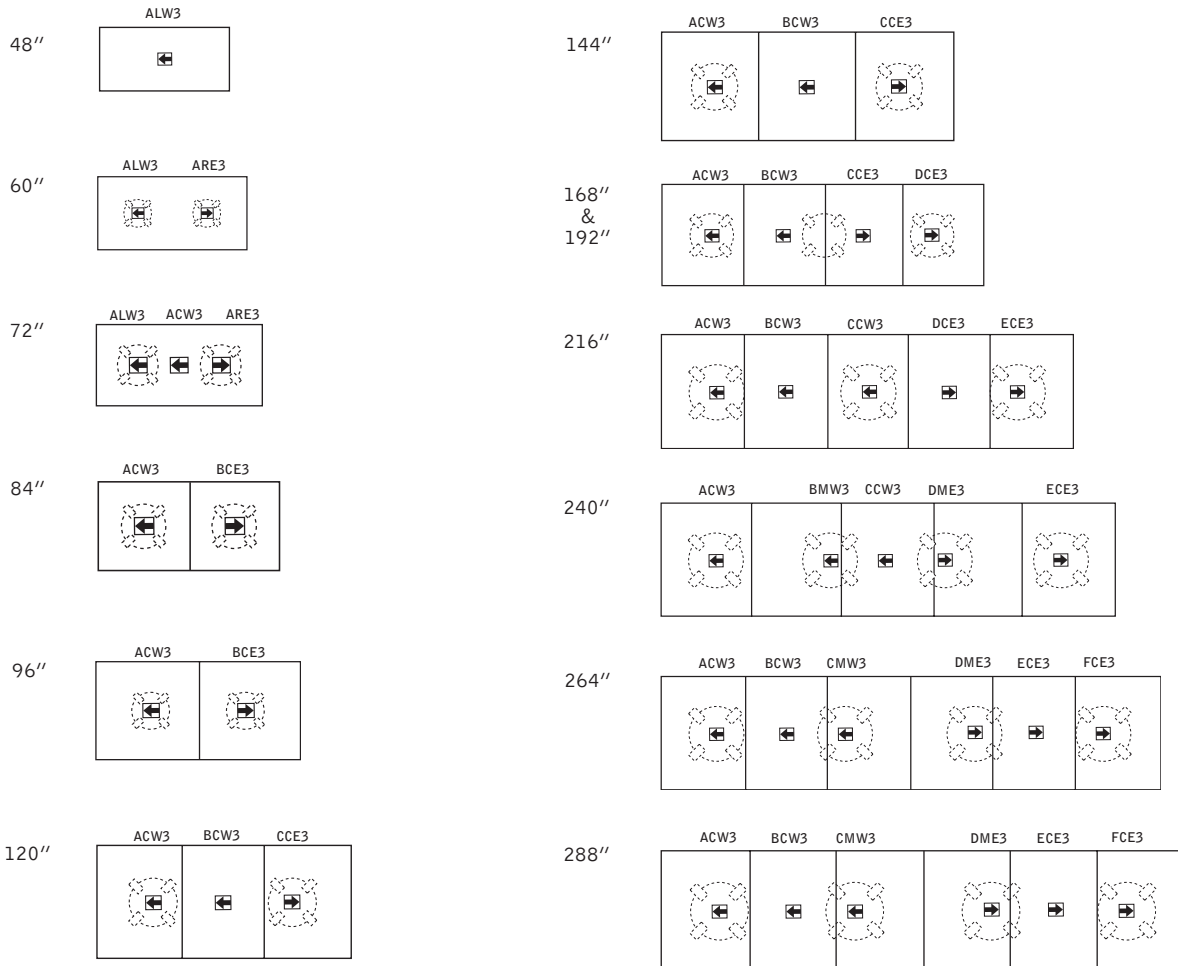 ALW3
48″
ALW3 ARE3
60″
ALW3 ACW3 ARE3
72″
ACW3 BCE3
84″
ACW3 BCE3
96″
ACW3 BCW3 CCE3
120″
ACW3 BCW3 CCE3
144″
ACW3 BCW3 CCE3 DCE3
168″
&
192″
ACW3 BCW3 CCW3 DCE3 ECE3
216″
ACW3 BMW3 CCW3 DME3 ECE3
240″
ACW3 BCW3 CMW3 DME3 ECE3 FCE3
264″
ACW3 BCW3 CMW3 DME3 ECE3 FCE3
288″